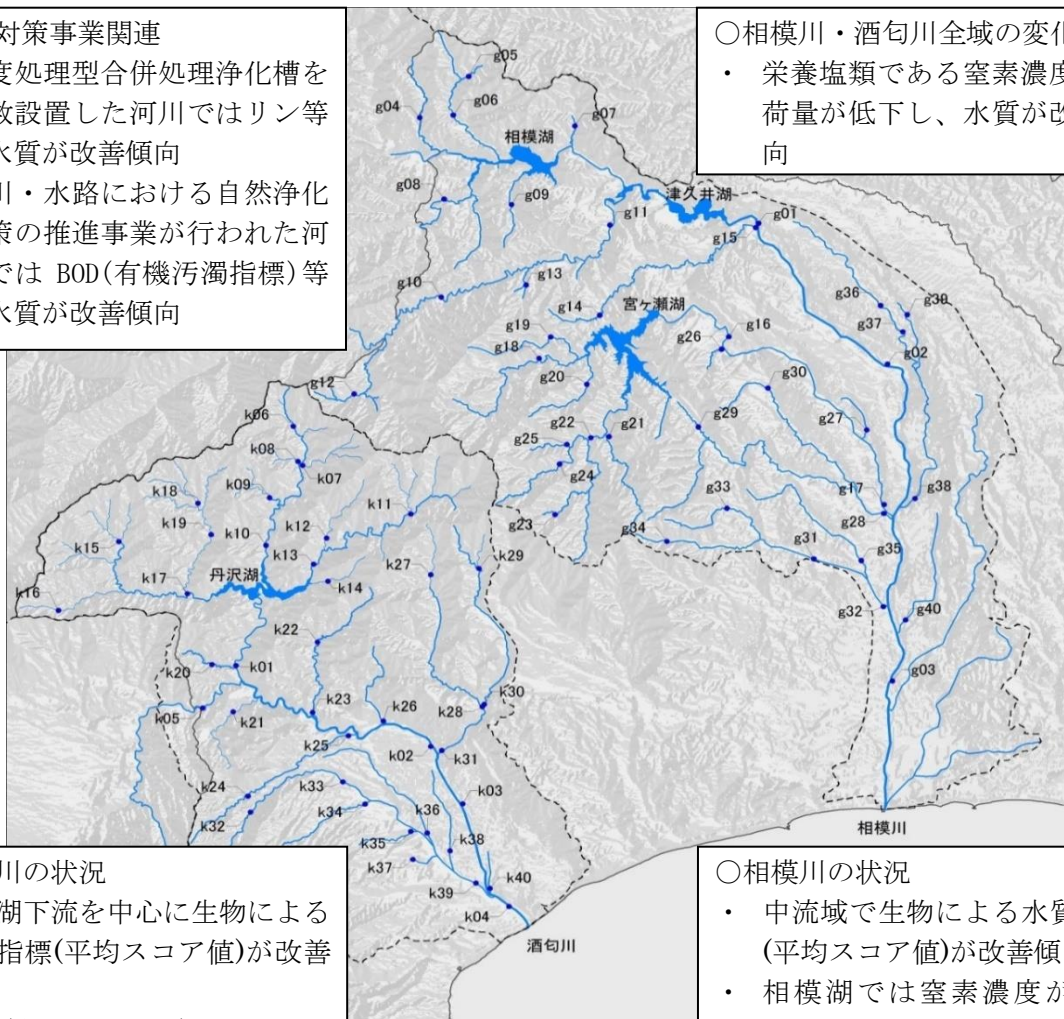 対策事業関連
度処理型合併処理浄化槽を
数設置した河川ではリン等
水質が改善傾向
川・水路における自然浄化
策の推進事業が行われた河
では BOD(有機汚濁指標)等
水質が改善傾向
○相模川・酒匂川全域の変化
・ 栄養塩類である窒素濃度
荷量が低下し、水質が改
向
g05
g04
g06
g07
相模湖
g08
g09
津久井湖
g11
g01
g15
g10
g13
g36
g39
g14
宮ヶ瀬湖
g37
g19
g16
g26
g02
g18
g20
g30
g12
k06
g22
g21
g29
g27
g25
k08
k07
g24
k18
k09
k11
g33
g17
g38
k19
k10
k12
g23
g34
g28
k15
k13
g31
g35
丹沢湖
k27
k29
k17
k14
k16
g32
g40
k22
k20
k01
g03
k05
k21
k23
k26
k28
k30
k25
k02
k31
k24
k33
k03
k32
k34
k36
相模川
k35
k38
k37
k39
k40
k04
酒匂川
川の状況
湖下流を中心に生物による
指標(平均スコア値)が改善
○相模川の状況
・ 中流域で生物による水質
(平均スコア値)が改善傾
・ 相模湖では窒素濃度が